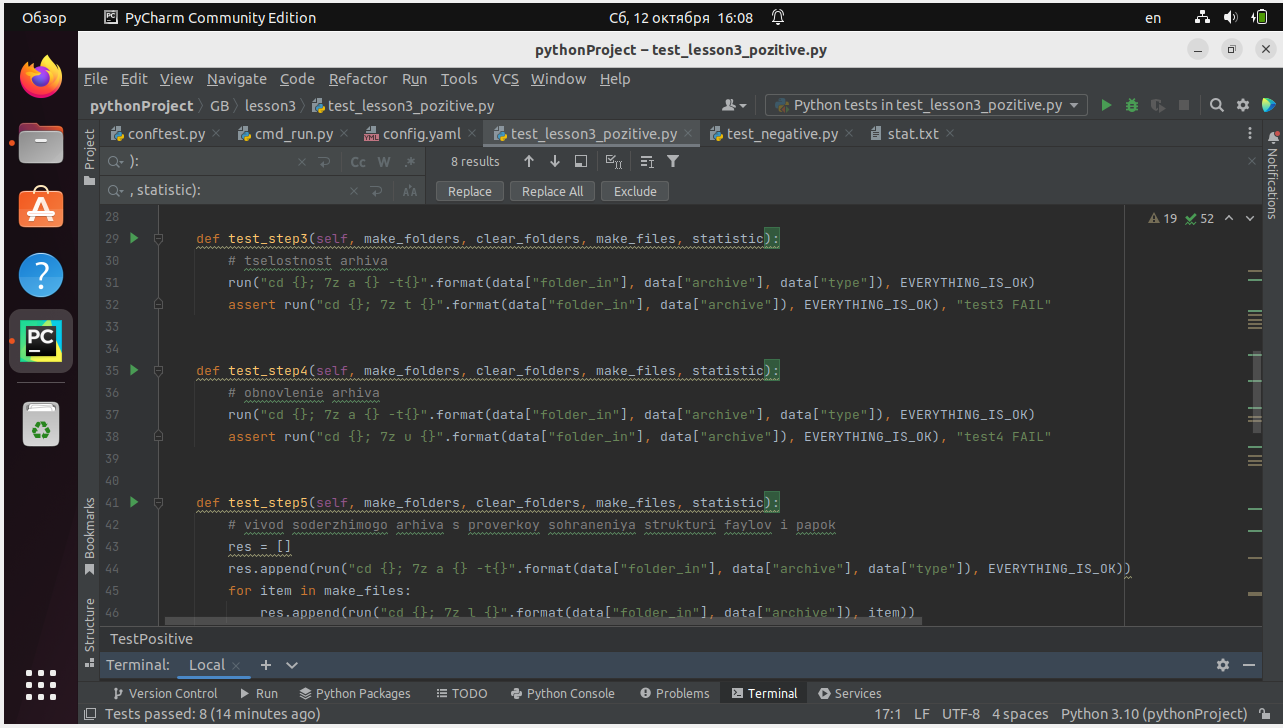 Обзор PyCharm Community Edition Сб, 12 октября 16:08 en
pythonProject – test_lesson3_pozitive.py
File Edit View Navigate Code Refactor Run Tools VCS Window Help
pythonProject GB lesson3 test_lesson3_pozitive.py Python tests in test_lesson3_pozitive.py
conftest.py cmd_run.py config.yaml test_lesson3_pozitive.py test_negative.py stat.txt
Project
Notifications
): Cc W .* 8 results
, statistic): Replace Replace All Exclude
28 19 52
29 def test_step3(self, make_folders, clear_folders, make_files, statistic):
30 # tselostnost arhiva
31 run("cd {}; 7z a {} -t{}".format(data["folder_in"], data["archive"], data["type"]), EVERYTHING_IS_OK)
32 assert run("cd {}; 7z t {}".format(data["folder_in"], data["archive"]), EVERYTHING_IS_OK), "test3 FAIL"
33
34
35 def test_step4(self, make_folders, clear_folders, make_files, statistic):
36 # obnovlenie arhiva
37 run("cd {}; 7z a {} -t{}".format(data["folder_in"], data["archive"], data["type"]), EVERYTHING_IS_OK)
38 assert run("cd {}; 7z u {}".format(data["folder_in"], data["archive"]), EVERYTHING_IS_OK), "test4 FAIL"
39
40
41 def test_step5(self, make_folders, clear_folders, make_files, statistic):
42 # vivod soderzhimogo arhiva s proverkoy sohraneniya strukturi faylov i papok
43 res = []
44 res.append(run("cd {}; 7z a {} -t{}".format(data["folder_in"], data["archive"], data["type"]), EVERYTHING_IS_OK))
45 for item in make_files:
46 res.append(run("cd {}; 7z l {}".format(data["folder_in"], data["archive"]), item))
Bookmarks
Structure
TestPositive
Terminal: Local
Version Control Run Python Packages TODO Python Console Problems Terminal Services
Tests passed: 8 (14 minutes ago) 17:1 LF UTF-8 4 spaces Python 3.10 (pythonProject)